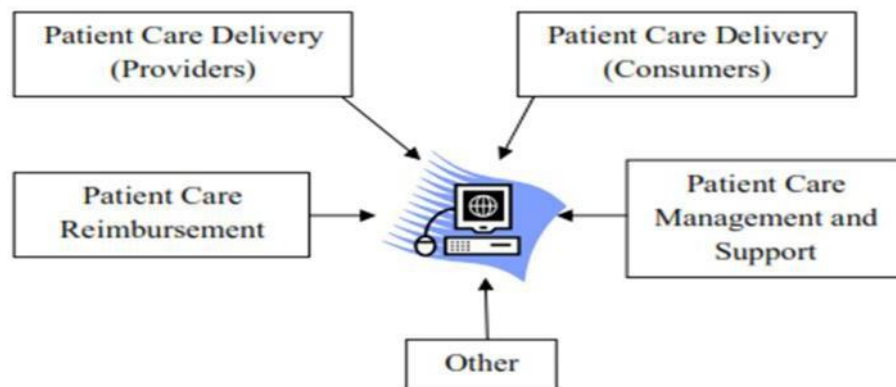 Patient Care Delivery
(Providers)
Patient Care Delivery
(Consumers)
Patient Care
Reimbursement
Patient Care
Management and
Support
Other